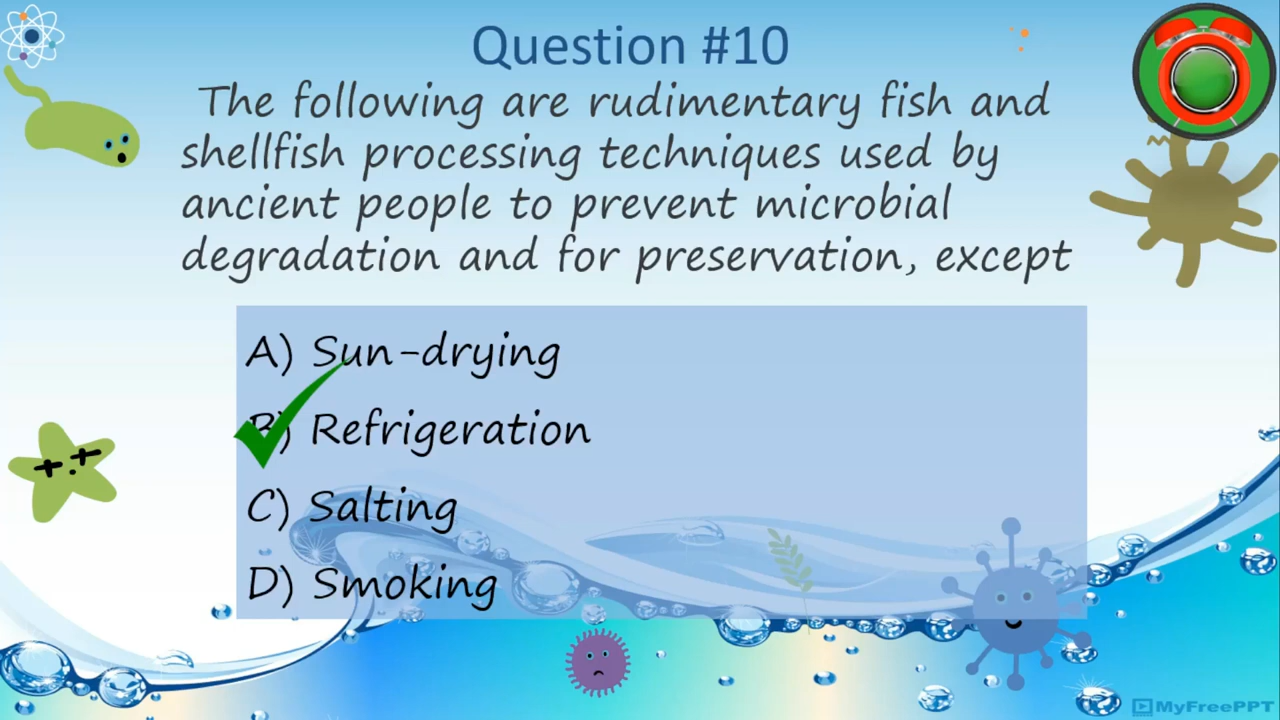 Question #10
The following are rudimentary fish and
shellfish processing techniques used by
ancient people to prevent microbial
degradation and for preservation, except
A) Sun-drying
B) Refrigeration
C) Salting
D) Smoking
MyFreePPT